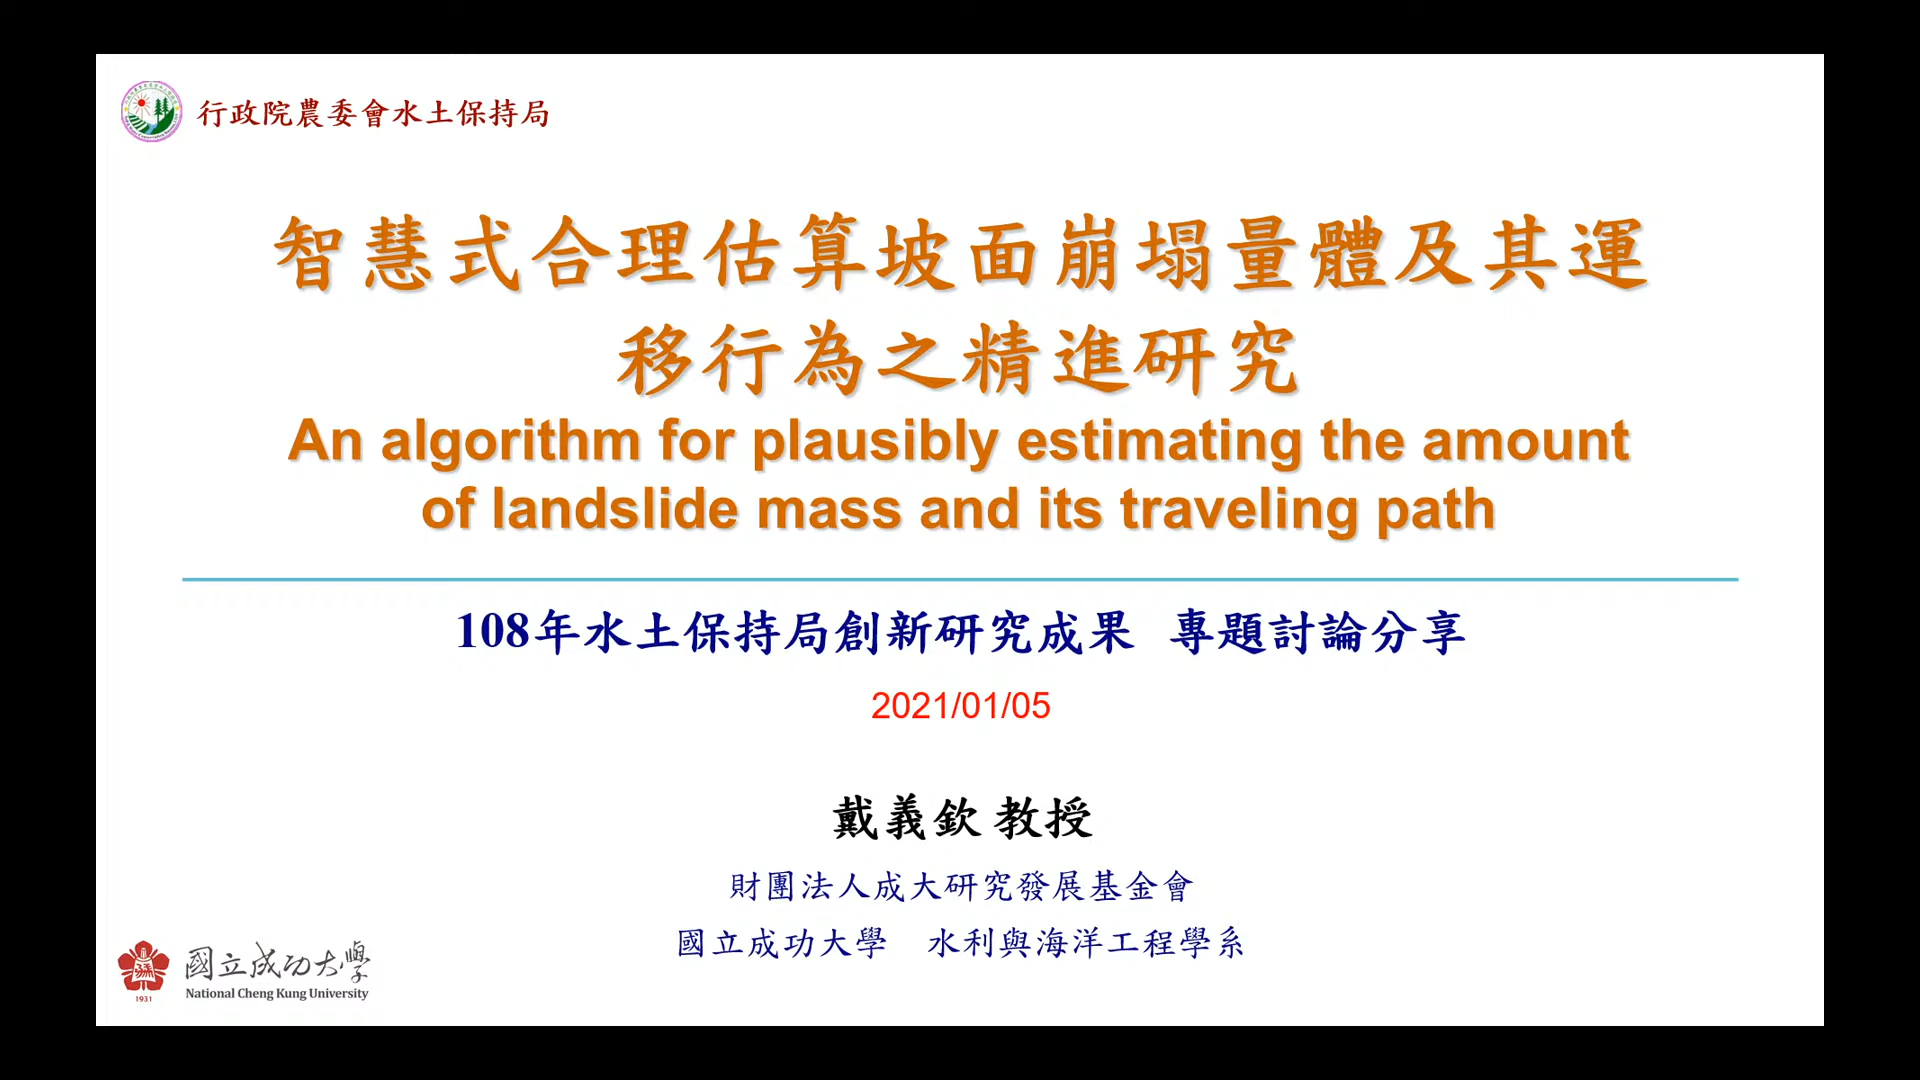 行政院農委會水土保持局
智慧式合理估算坡面崩塌量體及其運
移行為之精進研究
An algorithm for plausibly estimating the amount
of landslide mass and its traveling path
108年水土保持局創新研究成果 專題討論分享
2021/01/05
戴義欽 教授
財團法人成大研究發展基金會
國立成功大學 水利與海洋工程學系
國立成功大學
National Cheng Kung University
1931